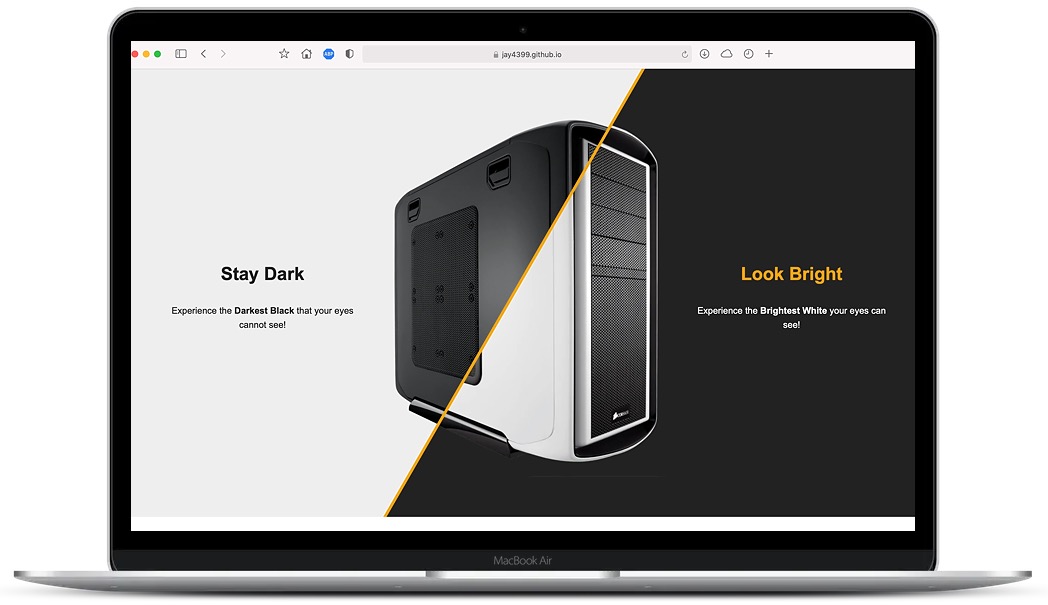 ABP
jay4399.github.io
Stay Dark
Experience the Darkest Black that your eyes
cannot see!
Look Bright
Experience the Brightest White your eyes can
see!
CORSAIR
MacBook Air